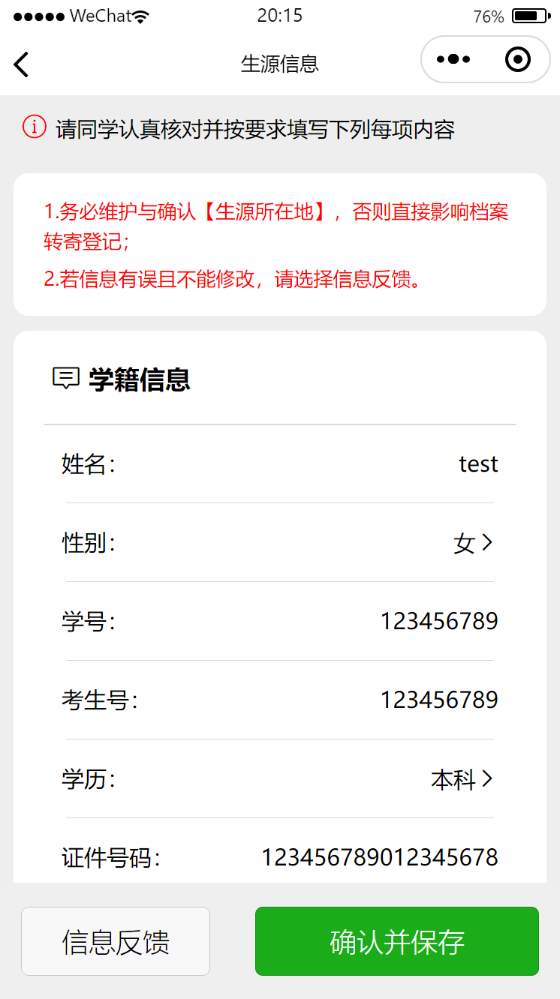 WeChat 20:15 76%
生源信息
请同学认真核对并按要求填写下列每项内容
1.务必维护与确认【生源所在地】，否则直接影响档案
转寄登记；
2.若信息有误且不能修改，请选择信息反馈。
学籍信息
姓名： test
性别： 女
学号： 123456789
考生号： 123456789
学历： 本科
证件号码： 123456789012345678
信息反馈 确认并保存